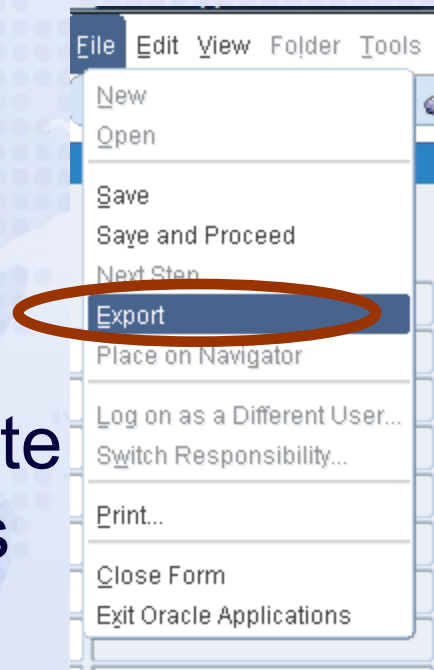 File Edit View Folder Tools
New
Open
Save
Save and Proceed
Next Step
Export
Place on Navigator
Log on as a Different User...
te
Switch Responsibility...
Print...
s
Close Form
Exit Oracle Applications